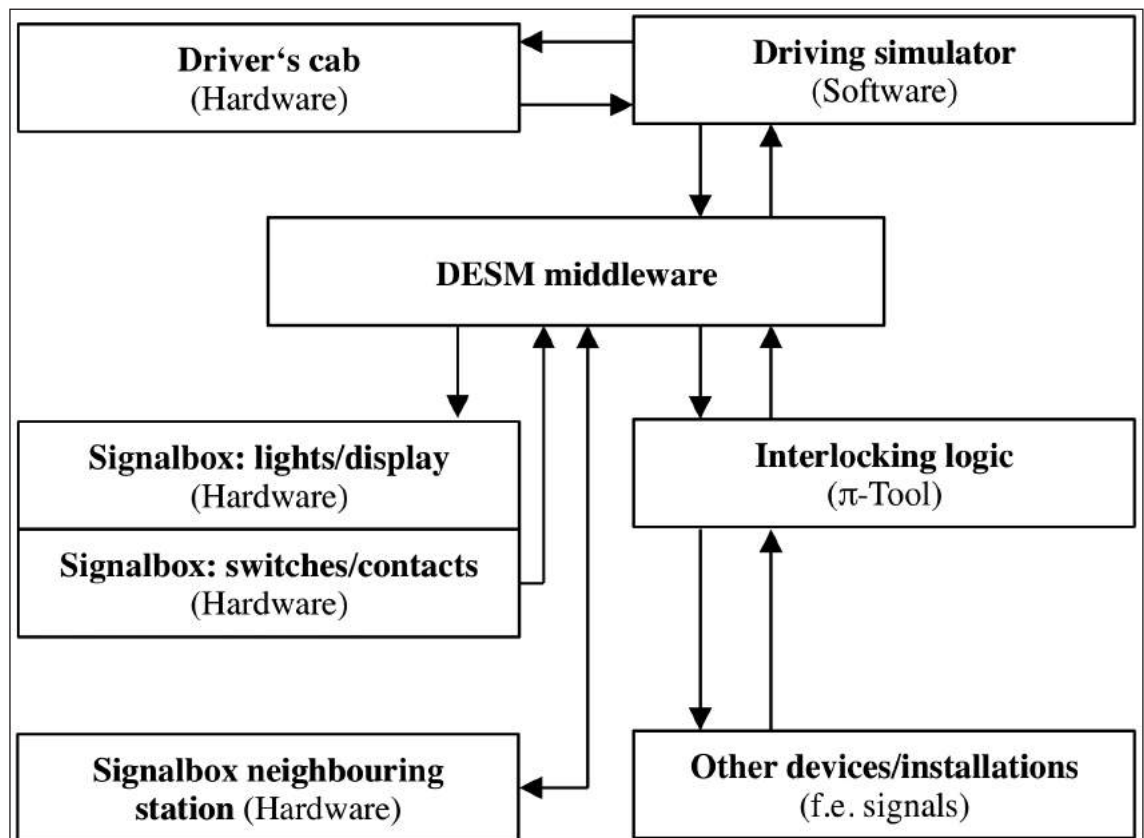 Driver‘s cab
(Hardware)
Driving simulator
(Software)
DESM middleware
Signalbox: lights/display
(Hardware)
Signalbox: switches/contacts
(Hardware)
Interlocking logic
(π-Tool)
Signalbox neighbouring
station (Hardware)
Other devices/installations
(f.e. signals)